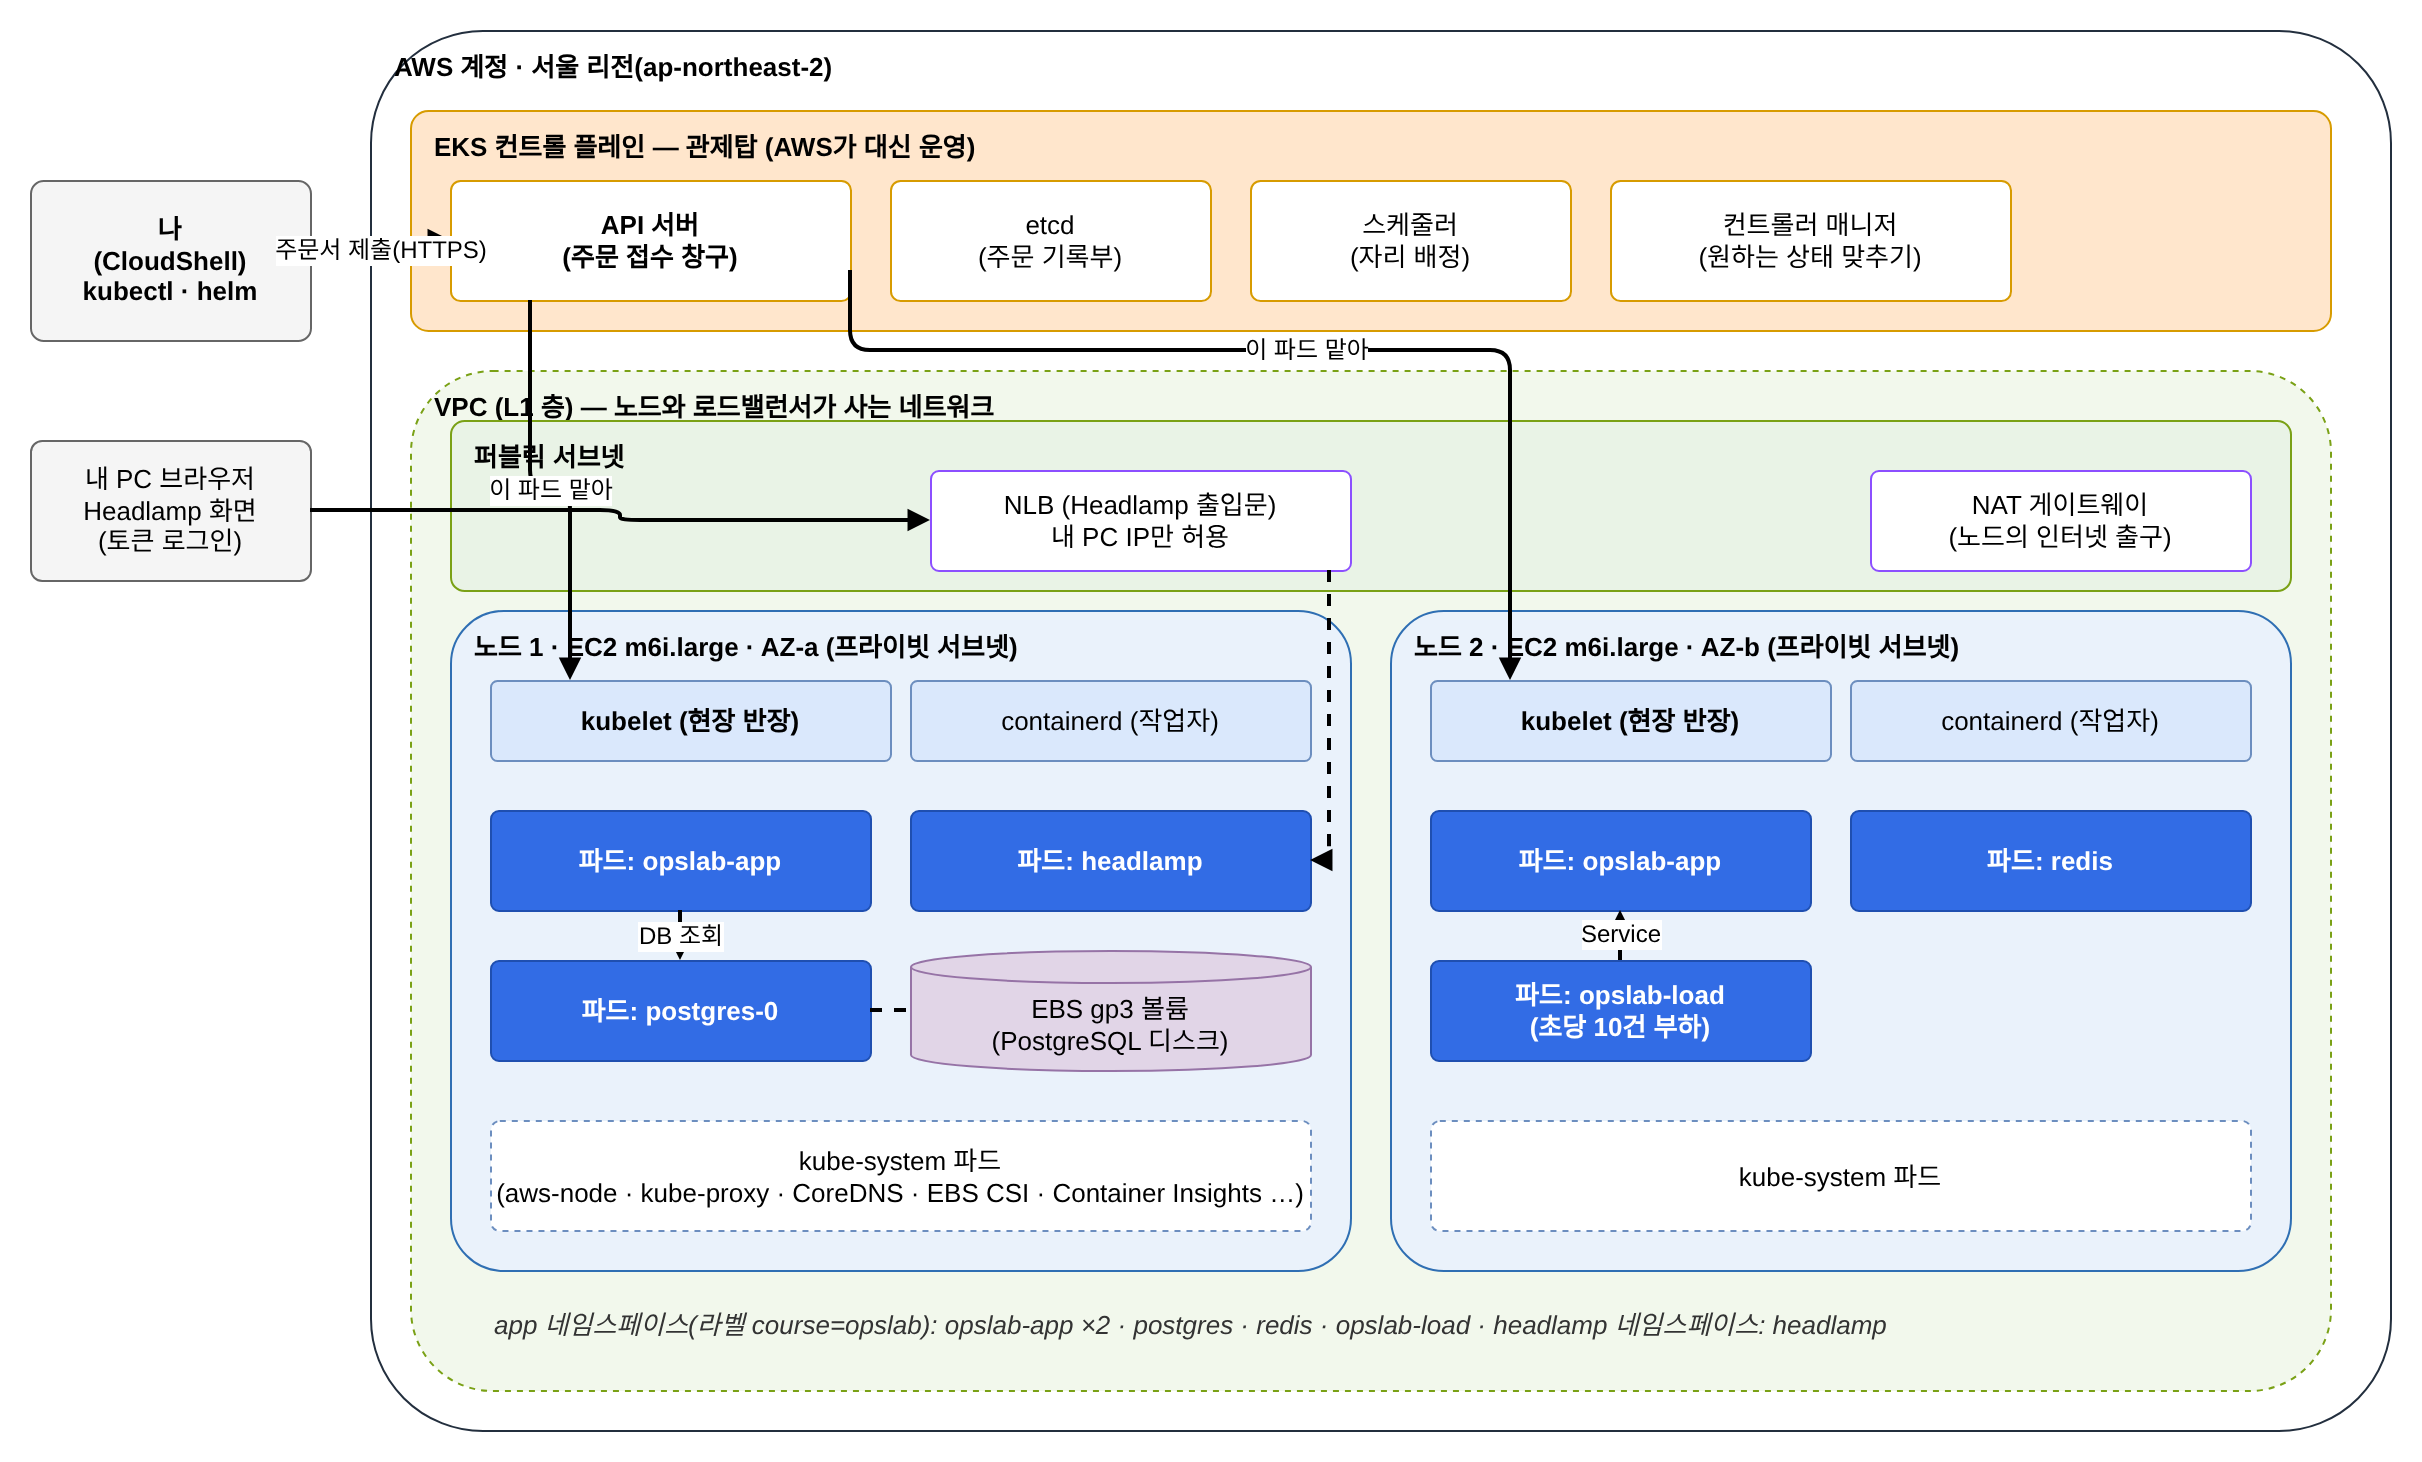 AWS 계정 · 서울 리전(ap-northeast-2)
EKS 컨트롤 플레인 — 관제탑 (AWS가 대신 운영)
나
(CloudShell)
kubectl · helm
주문서 제출(HTTPS)
API 서버
(주문 접수 창구)
etcd
(주문 기록부)
스케줄러
(자리 배정)
컨트롤러 매니저
(원하는 상태 맞추기)
이 파드 맡아
VPC (L1 층) — 노드와 로드밸런서가 사는 네트워크
퍼블릭 서브넷
이 파드 맡아
내 PC 브라우저
Headlamp 화면
(토큰 로그인)
NLB (Headlamp 출입문)
내 PC IP만 허용
NAT 게이트웨이
(노드의 인터넷 출구)
노드 1 · EC2 m6i.large · AZ-a (프라이빗 서브넷)
kubelet (현장 반장)
containerd (작업자)
파드: opslab-app
파드: headlamp
DB 조회
파드: postgres-0
EBS gp3 볼륨
(PostgreSQL 디스크)
kube-system 파드
(aws-node · kube-proxy · CoreDNS · EBS CSI · Container Insights …)
노드 2 · EC2 m6i.large · AZ-b (프라이빗 서브넷)
kubelet (현장 반장)
containerd (작업자)
파드: opslab-app
파드: redis
Service
파드: opslab-load
(초당 10건 부하)
kube-system 파드
app 네임스페이스(라벨 course=opslab): opslab-app ×2 · postgres · redis · opslab-load · headlamp 네임스페이스: headlamp